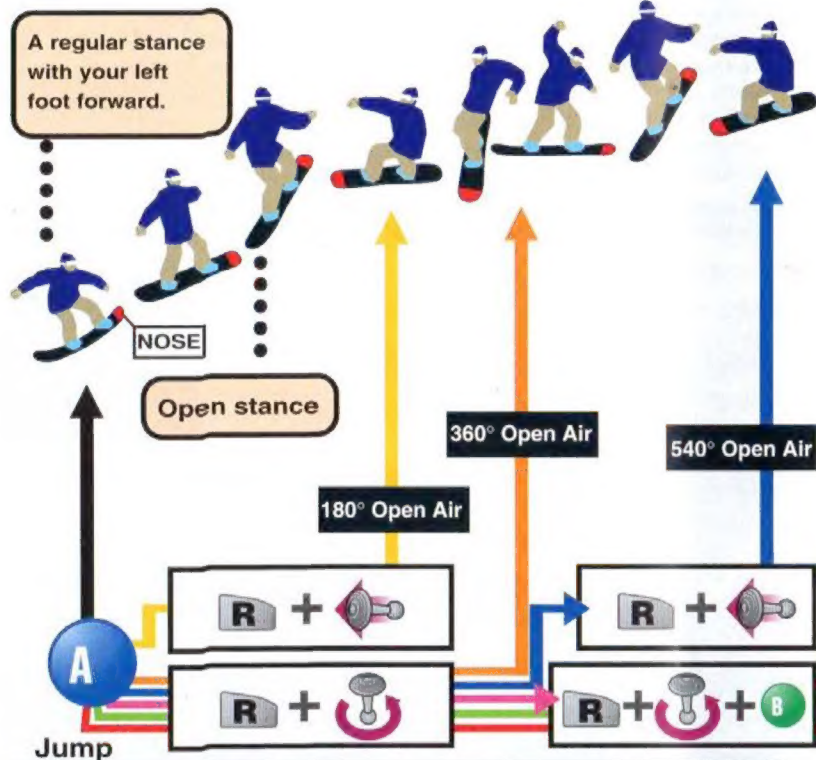 A regular stance
with your left
foot forward.
NOSE
Open stance
360° Open Air
540° Open Air
180° Open Air
R +
R +
A
R +
R + + B
Jump